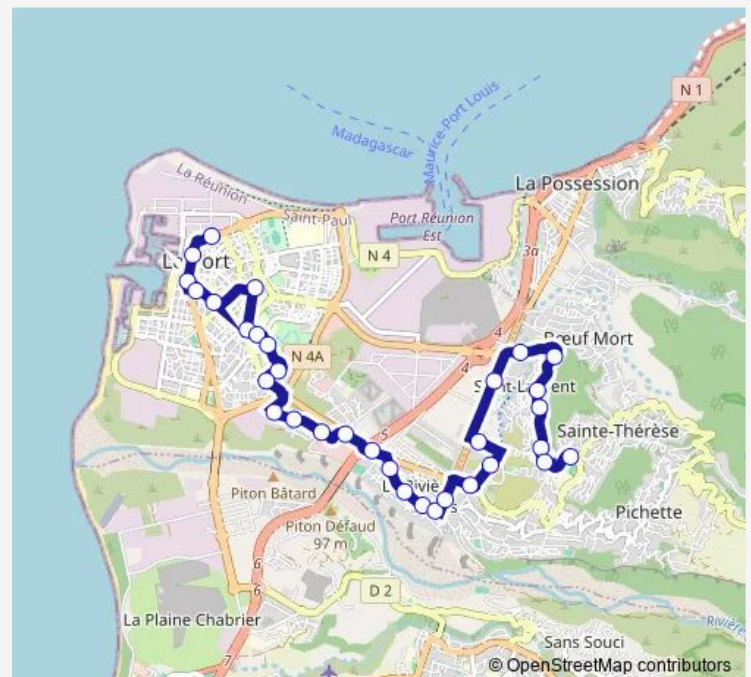 N 1
Madagascar
Maurice-Port Louis
La Réunion
La Possession
Saint-Paul
Port Réunion
Est
3a
N 4
4
Bœuf Mort
N 4A
4
5
Sainte-Thérèse
Piton Bâtard
Pichette
Piton Défaud
97 m
6
6
D 2
La Plaine Chabrier
Rivière
Sans Souci
7
© OpenStreetMap contributors